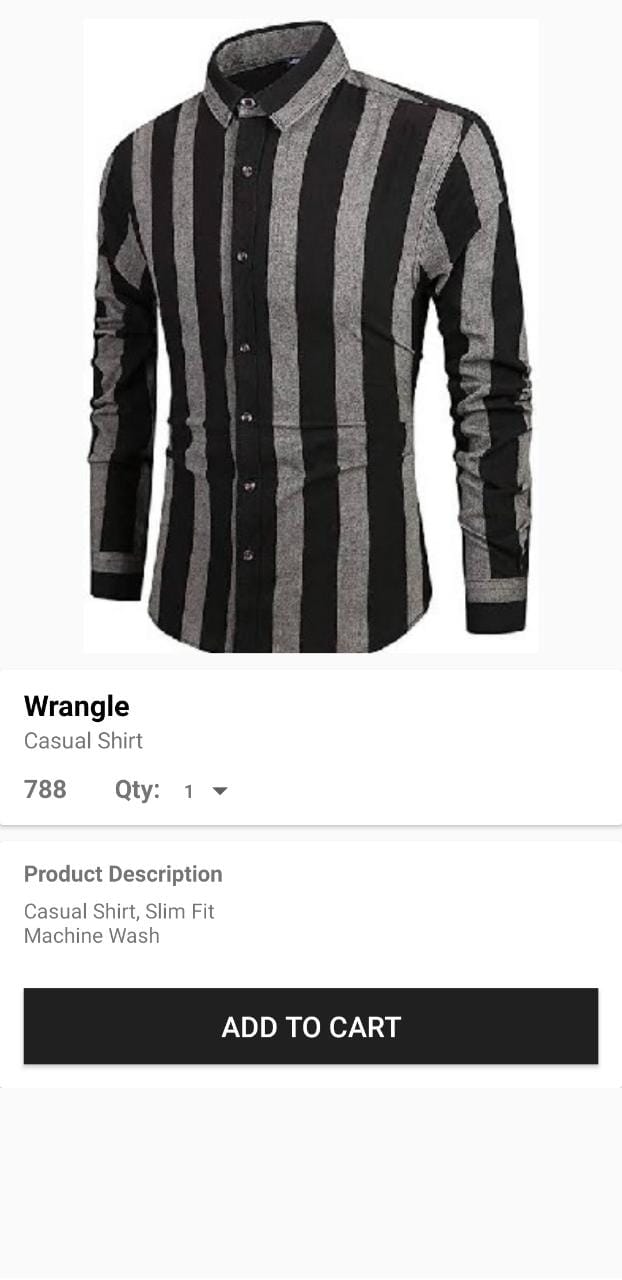 Wrangle
Casual Shirt
788 Qty: 1
Product Description
Casual Shirt, Slim Fit
Machine Wash
ADD TO CART